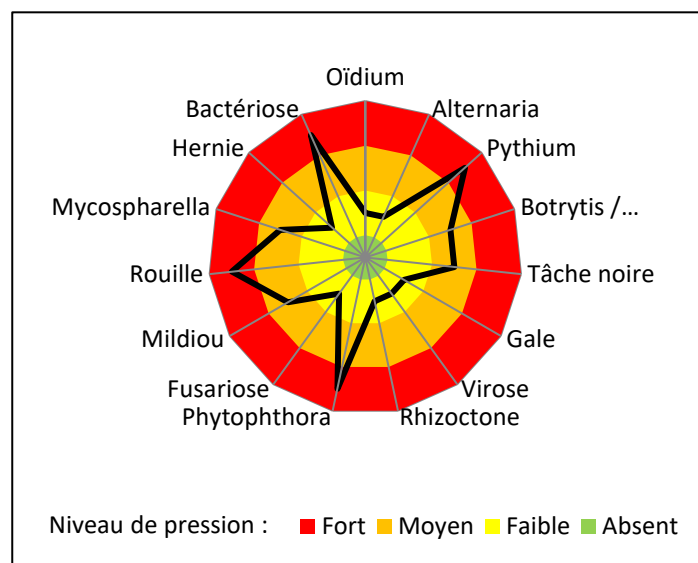 Oïdium
Bactériose
Alternaria
Hernie
Pythium
Mycospharella
Botrytis /...
Rouille
Tâche noire
Mildiou
Gale
Fusariose
Virose
Phytophthora
Rhizoctone
Niveau de pression : Fort Moyen Faible Absent